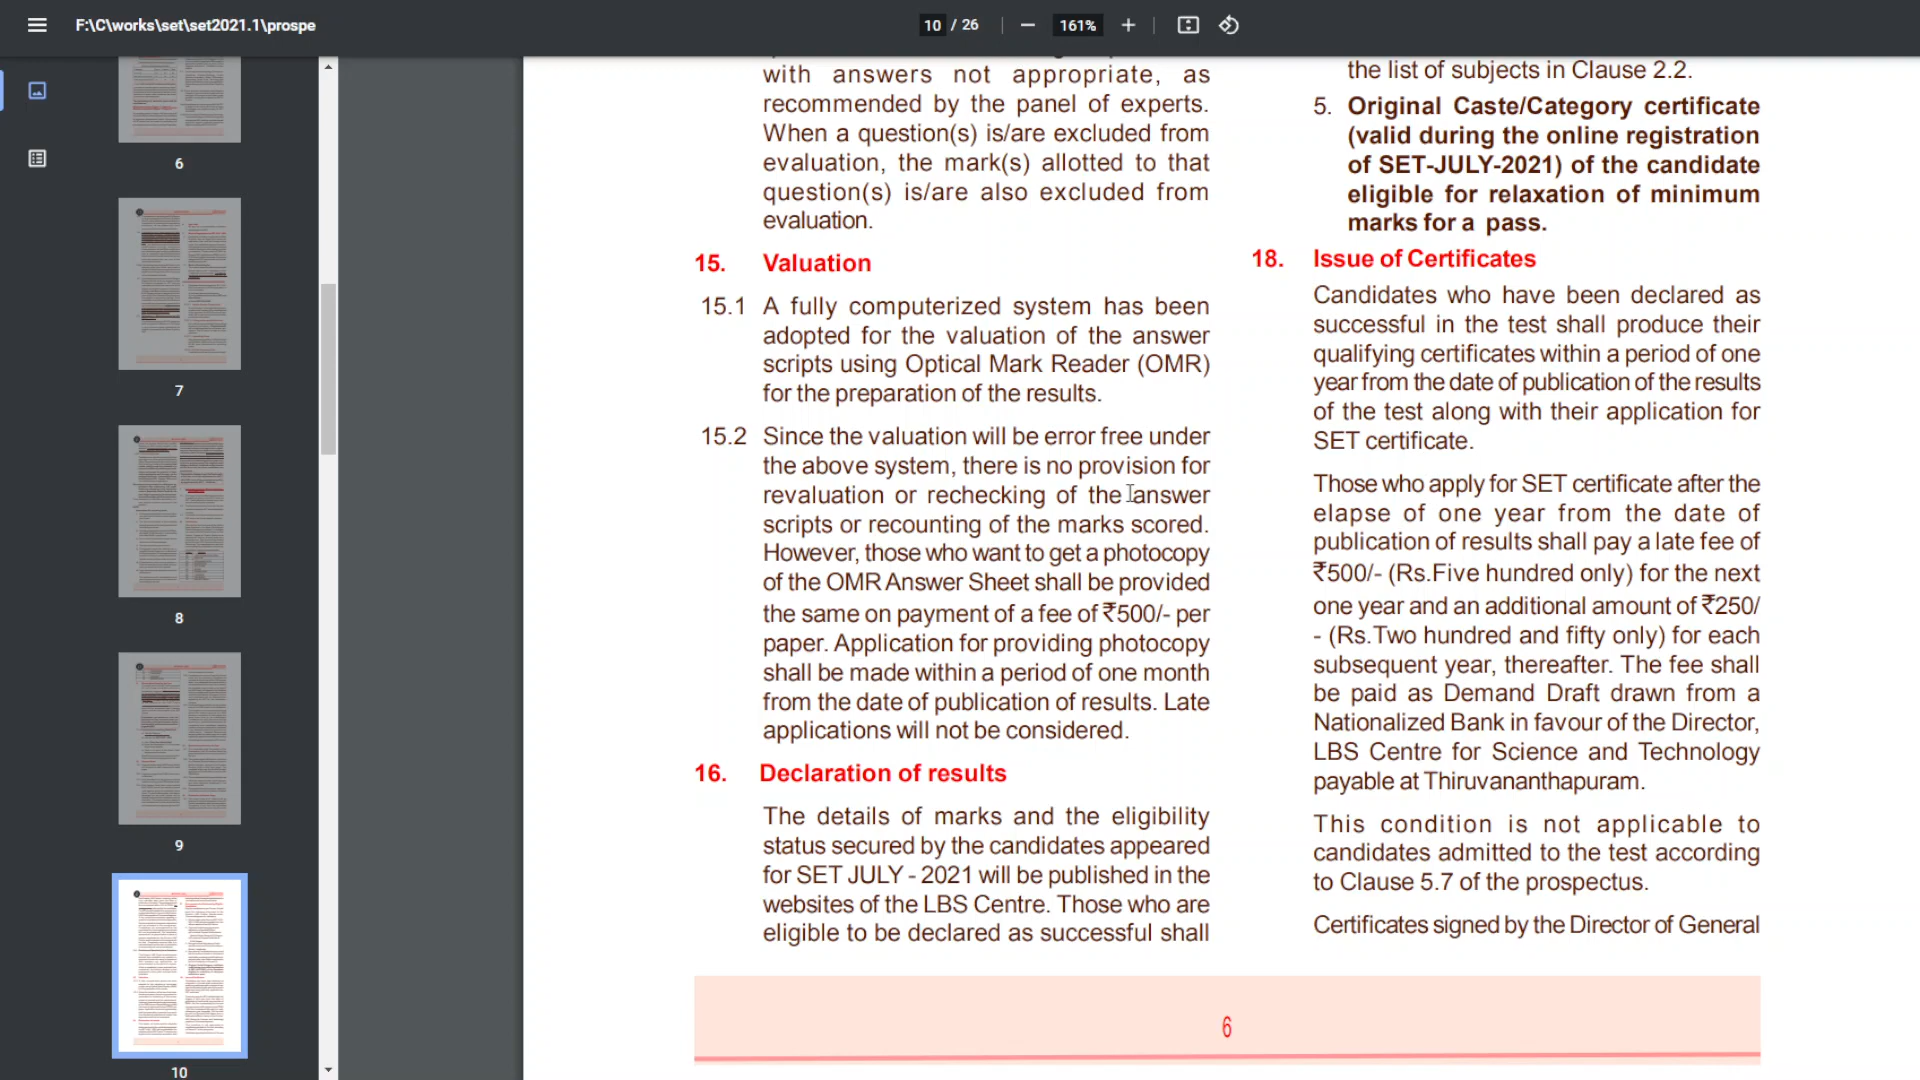 F:\C\works\set\set2021.1\prospe
10 / 26
161%
6
7
8
9
10
with answers not appropriate, as
recommended by the panel of experts.
When a question(s) is/are excluded from
evaluation, the mark(s) allotted to that
question(s) is/are also excluded from
evaluation.
15. Valuation
15.1 A fully computerized system has been
adopted for the valuation of the answer
scripts using Optical Mark Reader (OMR)
for the preparation of the results.
15.2 Since the valuation will be error free under
the above system, there is no provision for
revaluation or rechecking of the answer
scripts or recounting of the marks scored.
However, those who want to get a photocopy
of the OMR Answer Sheet shall be provided
the same on payment of a fee of ₹500/- per
paper. Application for providing photocopy
shall be made within a period of one month
from the date of publication of results. Late
applications will not be considered.
16. Declaration of results
The details of marks and the eligibility
status secured by the candidates appeared
for SET JULY - 2021 will be published in the
websites of the LBS Centre. Those who are
eligible to be declared as successful shall
the list of subjects in Clause 2.2.
5. Original Caste/Category certificate
(valid during the online registration
of SET-JULY-2021) of the candidate
eligible for relaxation of minimum
marks for a pass.
18. Issue of Certificates
Candidates who have been declared as
successful in the test shall produce their
qualifying certificates within a period of one
year from the date of publication of the results
of the test along with their application for
SET certificate.
Those who apply for SET certificate after the
elapse of one year from the date of
publication of results shall pay a late fee of
₹500/- (Rs.Five hundred only) for the next
one year and an additional amount of ₹250/
- (Rs.Two hundred and fifty only) for each
subsequent year, thereafter. The fee shall
be paid as Demand Draft drawn from a
Nationalized Bank in favour of the Director,
LBS Centre for Science and Technology
payable at Thiruvananthapuram.
This condition is not applicable to
candidates admitted to the test according
to Clause 5.7 of the prospectus.
Certificates signed by the Director of General
6